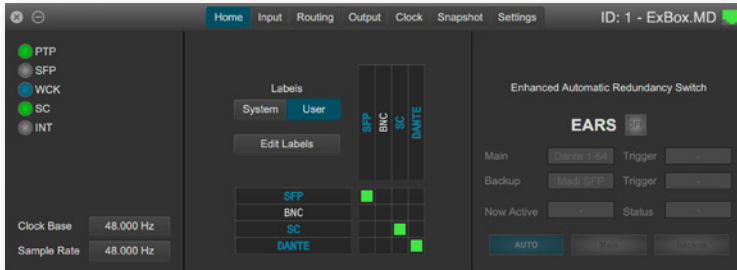 Home Input Routing Output Clock Snapshot Settings ID: 1 - ExBox.MD
PTP
SFP
WCK
SC
INT
Clock Base 48.000 Hz
Sample Rate 48.000 Hz
Labels
System User
Edit Labels
SFP
BNC
SC
DANTE
SFP
BNC
SC
DANTE
Enhanced Automatic Redundancy Switch
EARS OFF
Main Dante 1-64 Trigger -
Backup Madi SFP Trigger -
Now Active - Status -
AUTO Main Backup